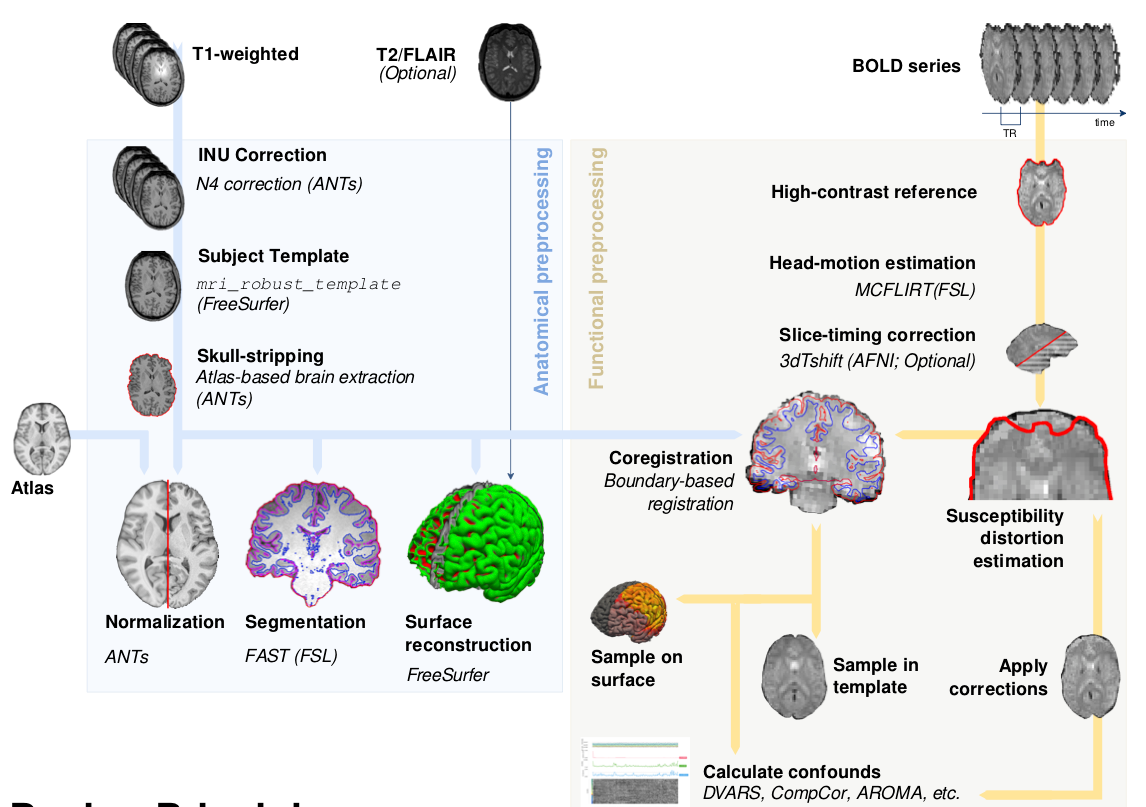 T1-weighted
T2/FLAIR
(Optional)
BOLD series
TR
time
INU Correction
N4 correction (ANTs)
Subject Template
mri_robust_template
(FreeSurfer)
Skull-stripping
Atlas-based brain extraction
(ANTs)
Anatomical preprocessing
Functional preprocessing
High-contrast reference
Head-motion estimation
MCFLIRT(FSL)
Slice-timing correction
3dTshift (AFNI; Optional)
Atlas
Coregistration
Boundary-based
registration
Susceptibility
distortion
estimation
Normalization
ANTs
Segmentation
FAST (FSL)
Surface
reconstruction
FreeSurfer
Sample on
surface
Sample in
template
Apply
corrections
Calculate confounds
DVARS, CompCor, AROMA, etc.